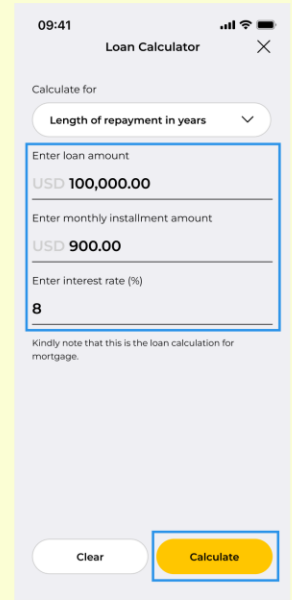 09:41
Loan Calculator
Calculate for
Length of repayment in years
Enter loan amount
USD 100,000.00
Enter monthly installment amount
USD 900.00
Enter interest rate (%)
8
Kindly note that this is the loan calculation for
mortgage.
Clear
Calculate